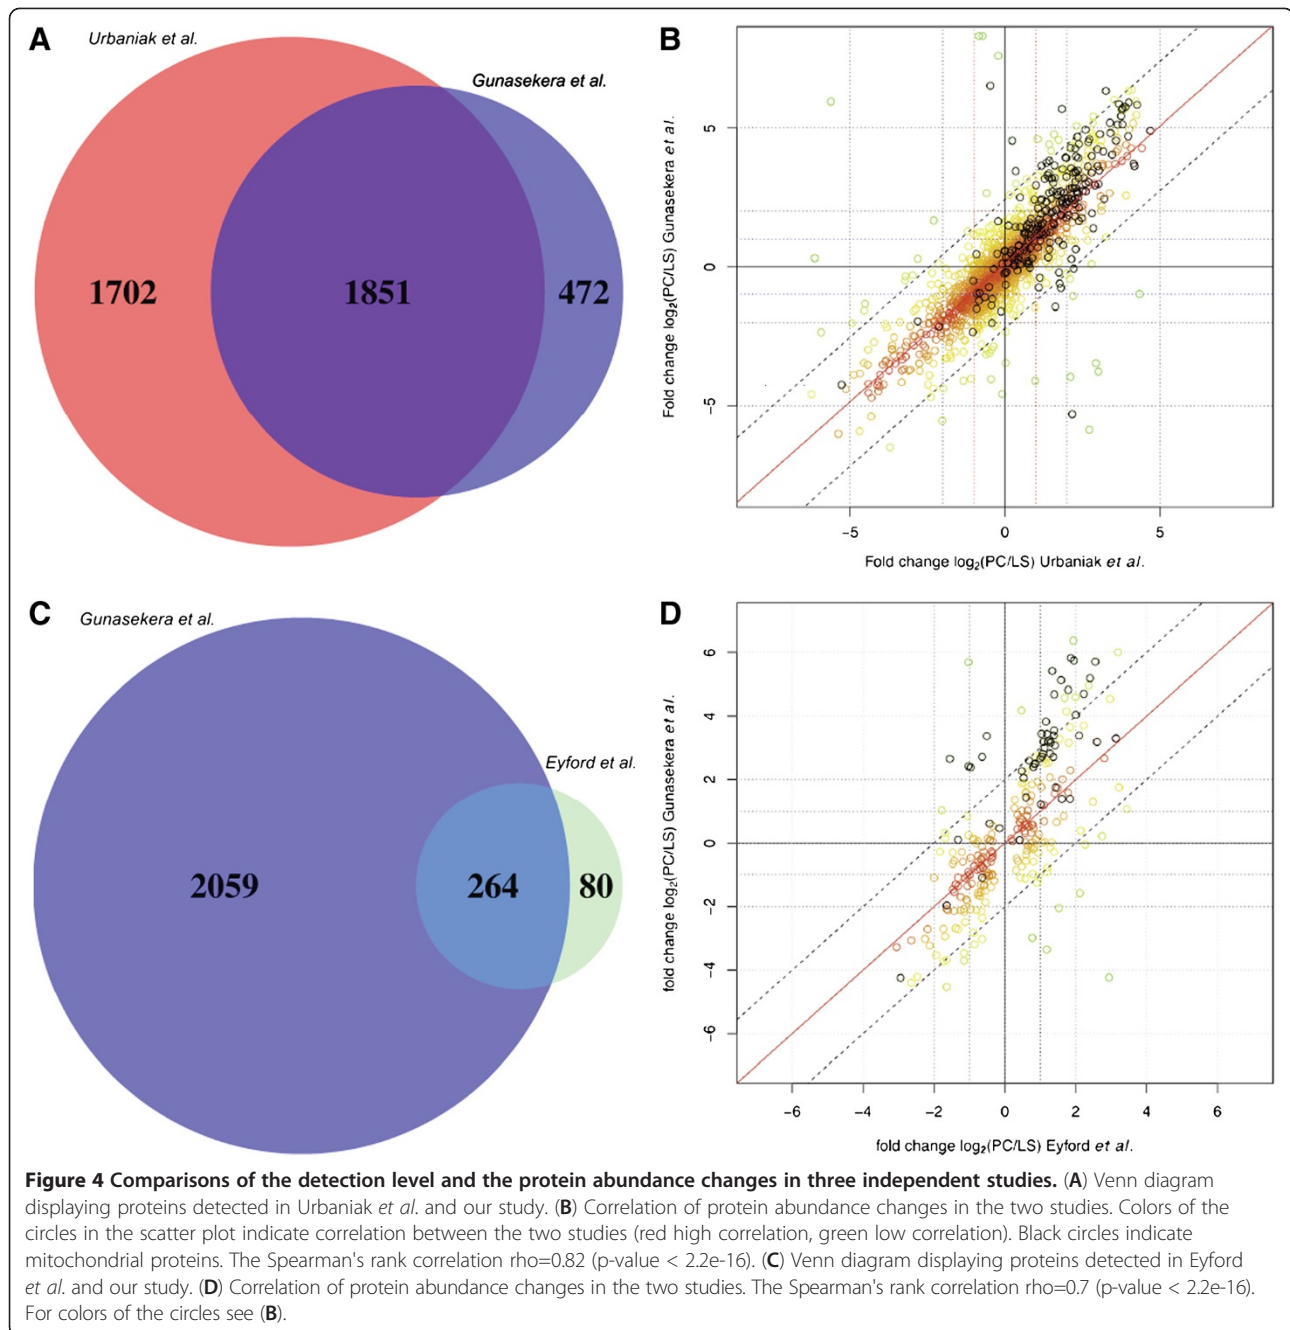 A
Urbaniak et al.
Gunasekera et al.
1702
1851
472
B
Fold change log₂(PC/LS) Gunasekera et al.
5
0
-5
-5
0
5
Fold change log₂(PC/LS) Urbaniak et al.
C
Gunasekera et al.
Eyford et al.
2059
264
80
D
fold change log₂(PC/LS) Gunasekera et al.
6
4
2
0
-2
-4
-6
-6
-4
-2
0
2
4
6
fold change log₂(PC/LS) Eyford et al.
Figure 4 Comparisons of the detection level and the protein abundance changes in three independent studies. (A) Venn diagram
displaying proteins detected in Urbaniak et al. and our study. (B) Correlation of protein abundance changes in the two studies. Colors of the
circles in the scatter plot indicate correlation between the two studies (red high correlation, green low correlation). Black circles indicate
mitochondrial proteins. The Spearman's rank correlation rho=0.82 (p-value < 2.2e-16). (C) Venn diagram displaying proteins detected in Eyford
et al. and our study. (D) Correlation of protein abundance changes in the two studies. The Spearman's rank correlation rho=0.7 (p-value < 2.2e-16).
For colors of the circles see (B).